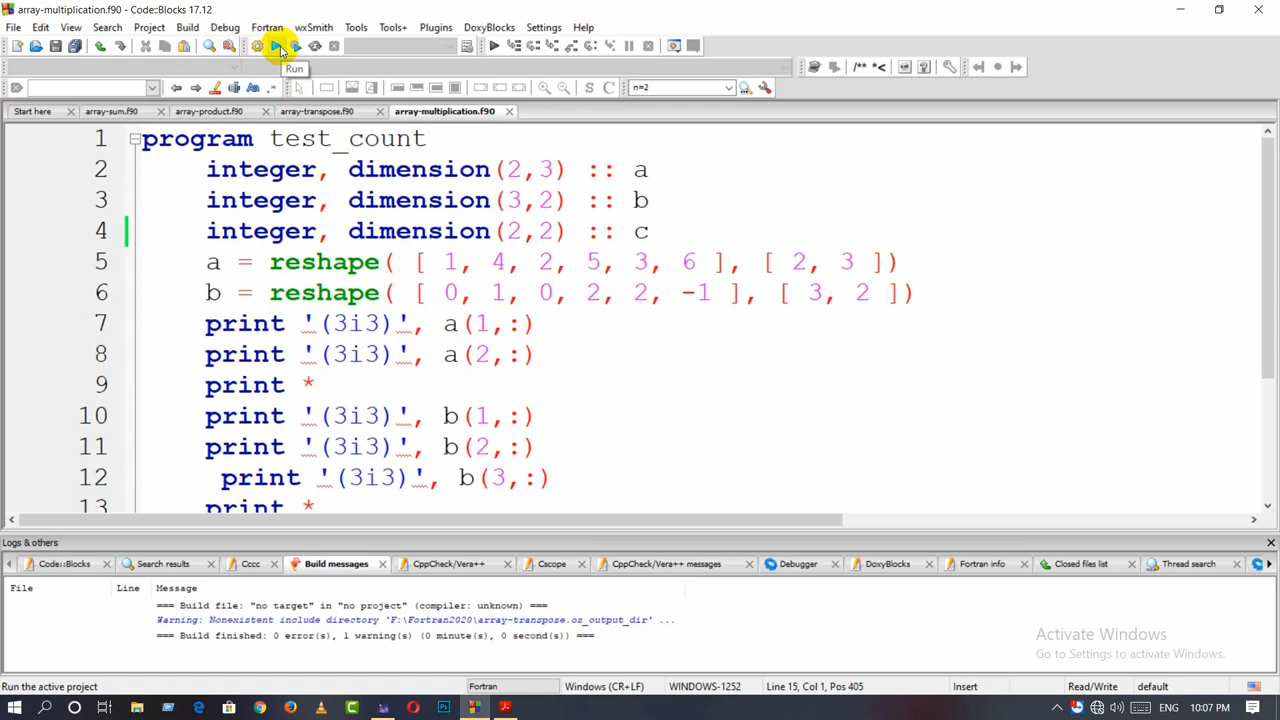 array-multiplication.f90 - Code::Blocks 17.12
File Edit View Search Project Build Debug Fortran wxSmith Tools Tools+ Plugins DoxyBlocks Settings Help
Run
/** *<
S C n=2
Start here array-sum.f90 array-product.f90 array-transpose.f90 array-multiplication.f90
1 program test_count
2 integer, dimension(2,3) :: a
3 integer, dimension(3,2) :: b
4 integer, dimension(2,2) :: c
5 a = reshape( [ 1, 4, 2, 5, 3, 6 ], [ 2, 3 ])
6 b = reshape( [ 0, 1, 0, 2, 2, -1 ], [ 3, 2 ])
7 print '(3i3)', a(1,:)
8 print '(3i3)', a(2,:)
9 print *
10 print '(3i3)', b(1,:)
11 print '(3i3)', b(2,:)
12 print '(3i3)', b(3,:)
13 print *
Logs & others
Code::Blocks Search results Cccc Build messages CppCheck/Vera++ Cscope CppCheck/Vera++ messages Debugger DoxyBlocks Fortran info Closed files list Thread search
File Line Message
=== Build file: "no target" in "no project" (compiler: unknown) ===
Warning: Nonexistent include directory 'F:\Fortran2020\array-transpose.os_output_dir' ...
=== Build finished: 0 error(s), 1 warning(s) (0 minute(s), 0 second(s)) ===
Activate Windows
Go to Settings to activate Windows.
Run the active project Fortran Windows (CR+LF) WINDOWS-1252 Line 15, Col 1, Pos 405 Insert Read/Write default
ENG 10:07 PM